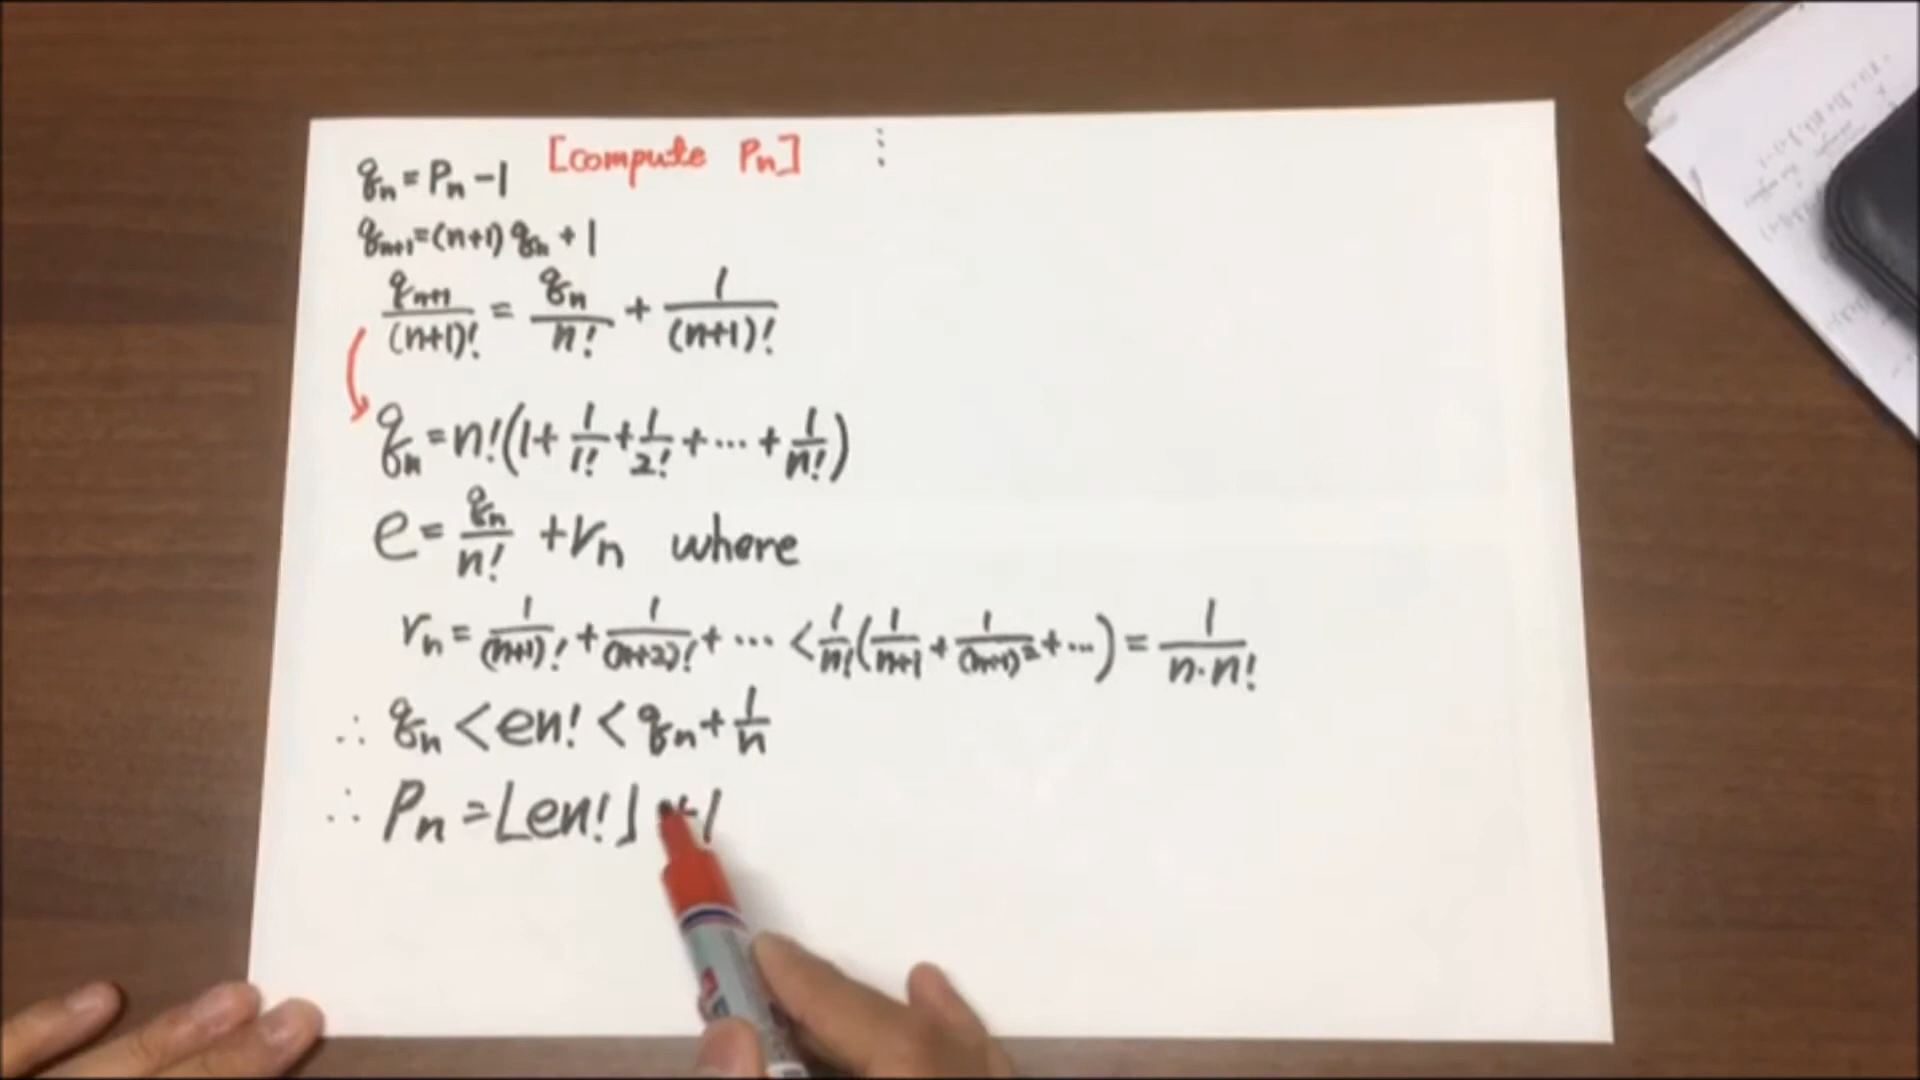 [compute Pn] ⋮
qn = Pn - 1
qn+1 = (n+1) qn + 1
qn+1/(n+1)! = qn/n! + 1/(n+1)!
qn = n!(1 + 1/1! + 1/2! + ⋯ + 1/n!)
e = qn/n! + rn where
rn = 1/(n+1)! + 1/(n+2)! + ⋯ < 1/n!(1/n+1 + 1/(n+1)² + ⋯) = 1/n·n!
∴ qn < en! < qn + 1/n
∴ Pn = ⌊en!⌋ +1